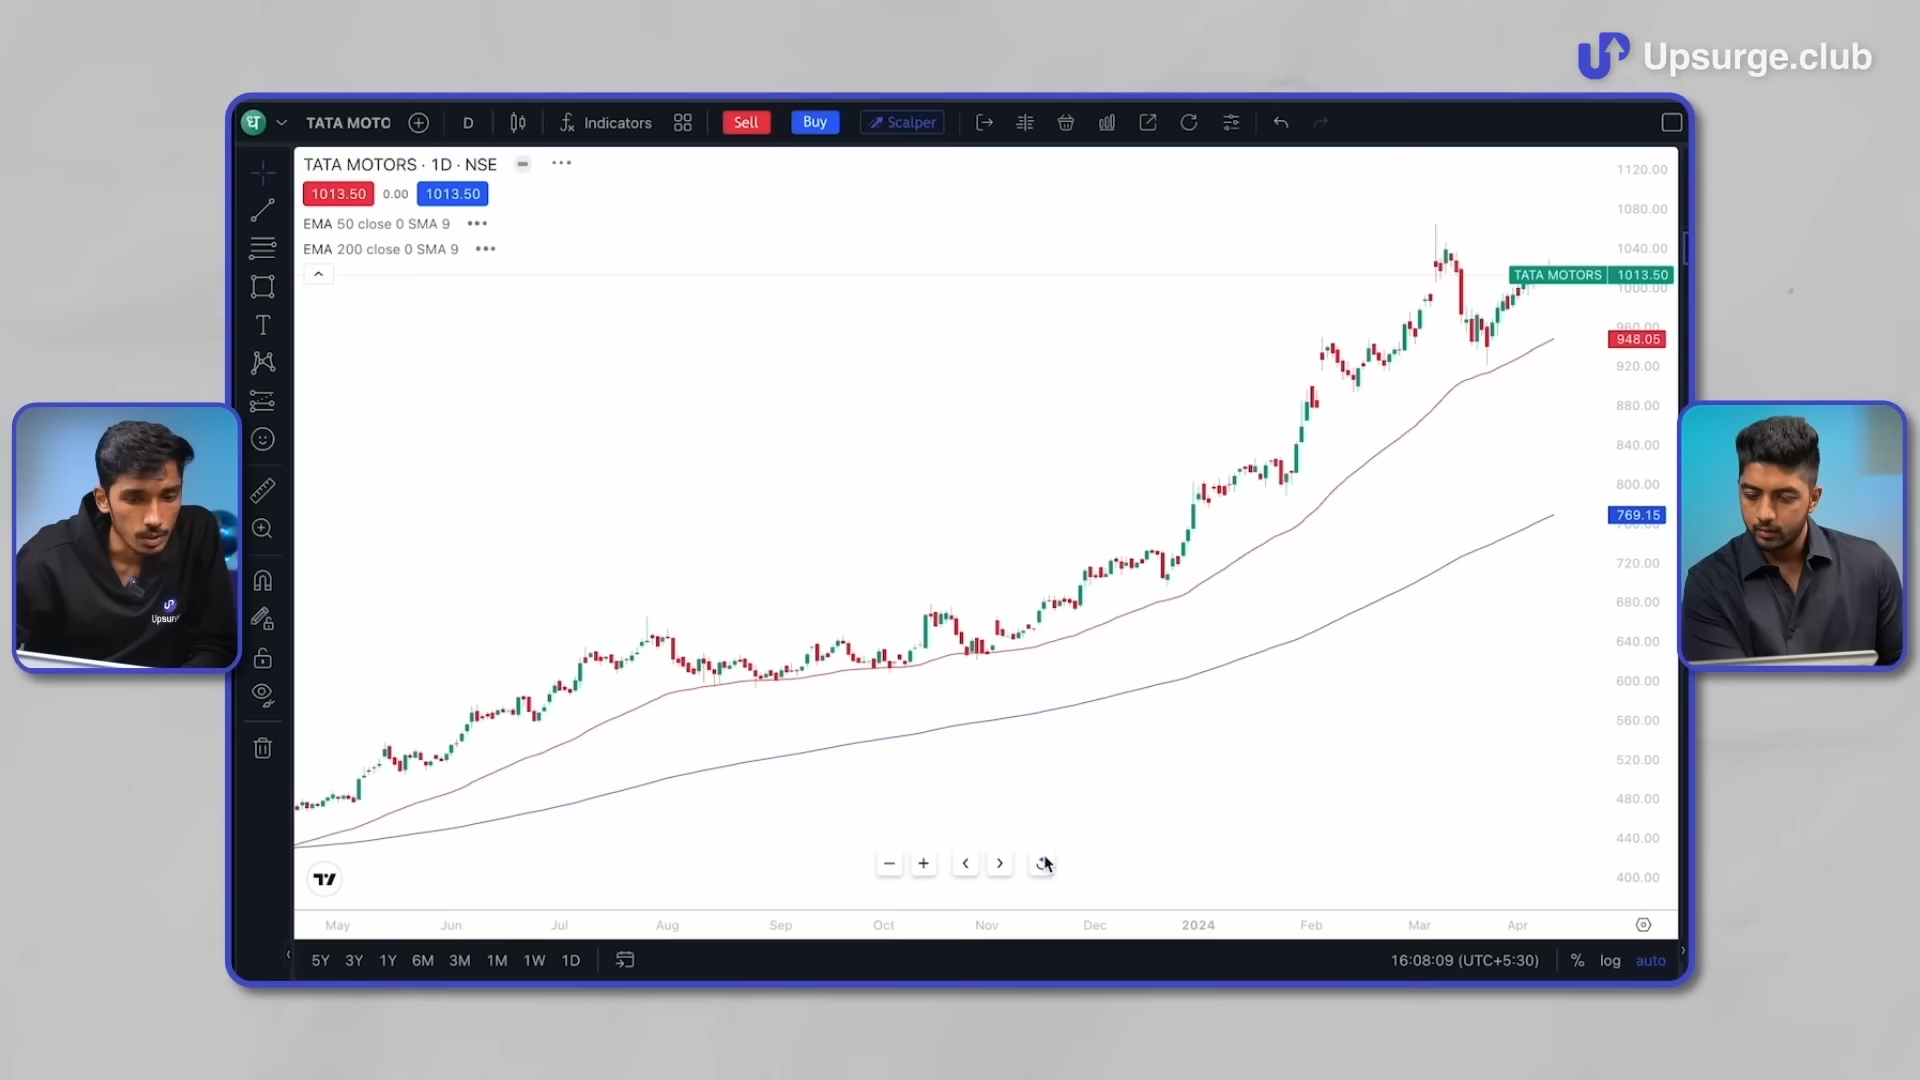 Upsurge.club
TATA MOTO
D
Indicators
Sell
Buy
Scalper
TATA MOTORS · 1D · NSE
1013.50 0.00 1013.50
EMA 50 close 0 SMA 9
EMA 200 close 0 SMA 9
1120.00
1080.00
1040.00
TATA MOTORS 1013.50
1000.00
960.00
948.05
920.00
880.00
840.00
800.00
769.15
720.00
680.00
640.00
600.00
560.00
520.00
480.00
440.00
400.00
May Jun Jul Aug Sep Oct Nov Dec 2024 Feb Mar Apr
5Y 3Y 1Y 6M 3M 1M 1W 1D
16:08:09 (UTC+5:30) % log auto